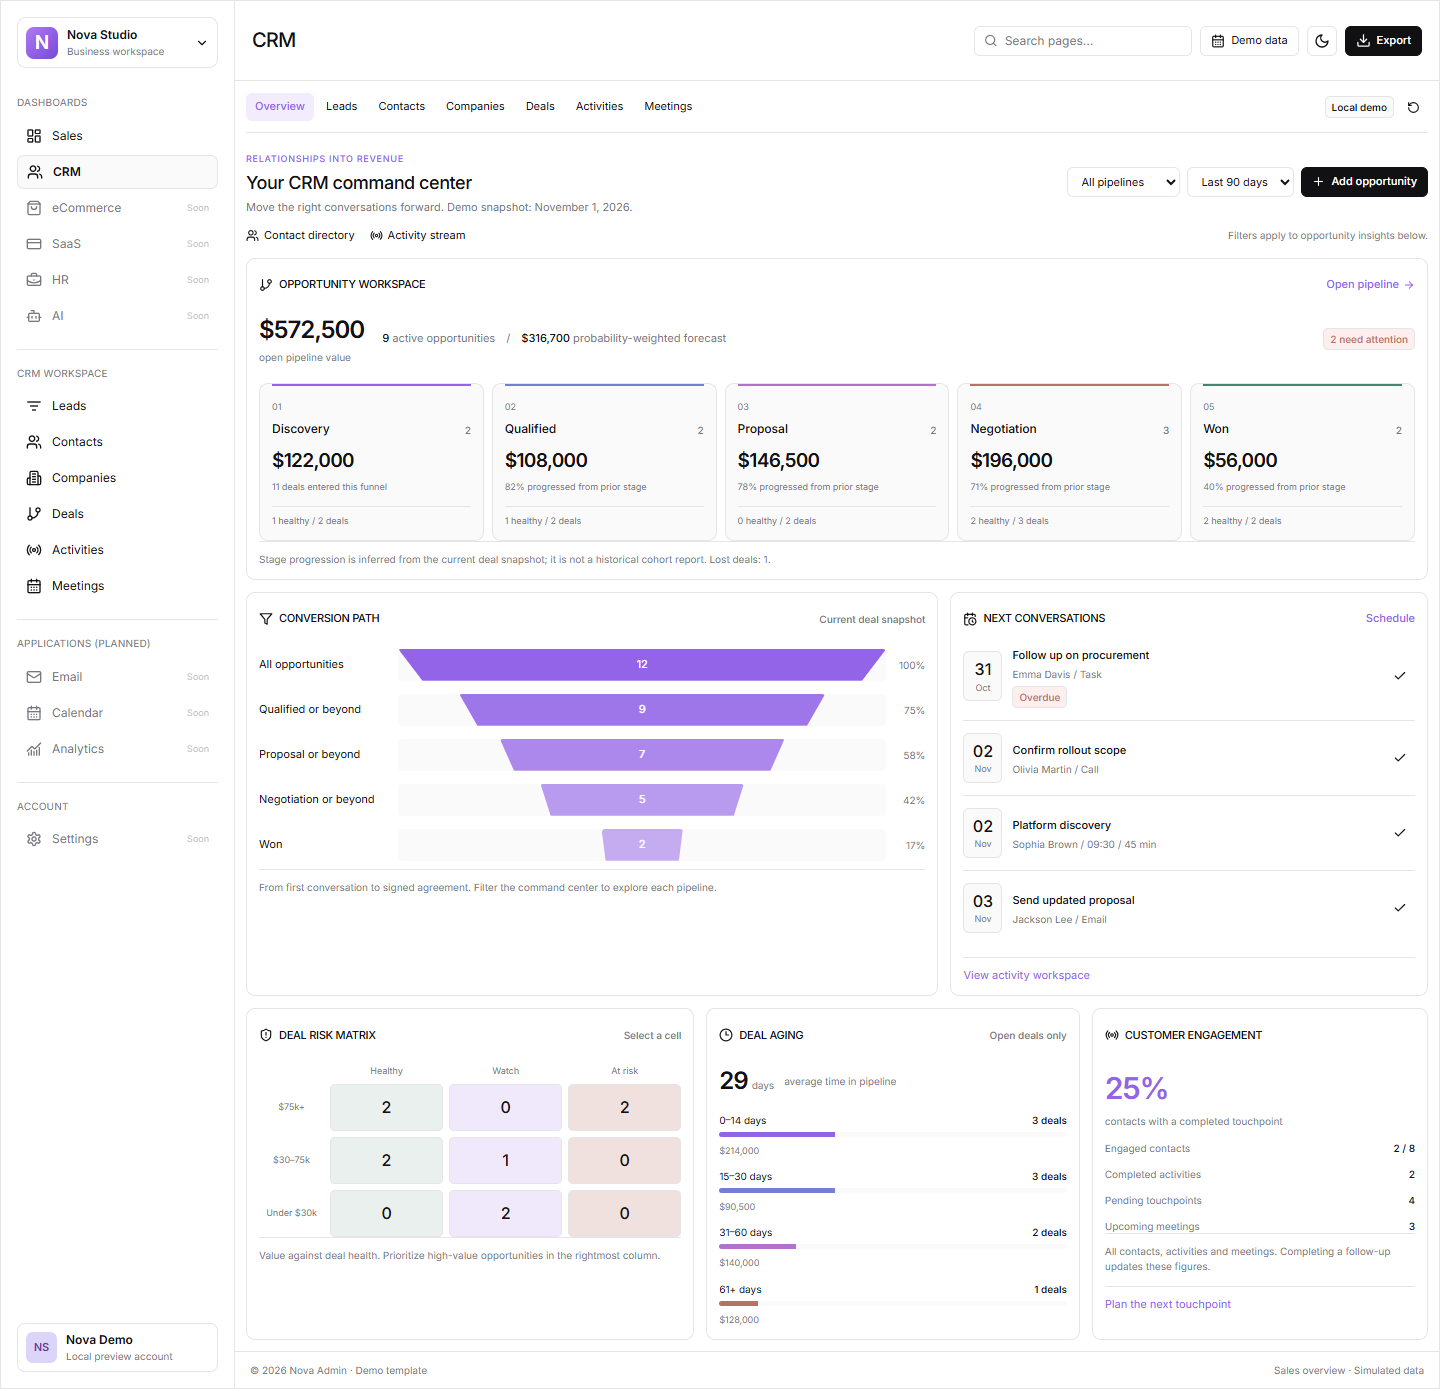 N
Nova Studio
Business workspace
DASHBOARDS
Sales
CRM
eCommerce Soon
SaaS Soon
HR Soon
AI Soon
CRM WORKSPACE
Leads
Contacts
Companies
Deals
Activities
Meetings
APPLICATIONS (PLANNED)
Email Soon
Calendar Soon
Analytics Soon
ACCOUNT
Settings Soon
NS
Nova Demo
Local preview account
CRM
Search pages...
Demo data
Export
Overview Leads Contacts Companies Deals Activities Meetings
Local demo
RELATIONSHIPS INTO REVENUE
Your CRM command center
Move the right conversations forward. Demo snapshot: November 1, 2026.
All pipelines
Last 90 days
Add opportunity
Contact directory Activity stream
Filters apply to opportunity insights below.
OPPORTUNITY WORKSPACE
Open pipeline →
$572,500
open pipeline value
9 active opportunities / $316,700 probability-weighted forecast
2 need attention
01
Discovery 2
$122,000
11 deals entered this funnel
1 healthy / 2 deals
02
Qualified 2
$108,000
82% progressed from prior stage
1 healthy / 2 deals
03
Proposal 2
$146,500
78% progressed from prior stage
0 healthy / 2 deals
04
Negotiation 3
$196,000
71% progressed from prior stage
2 healthy / 3 deals
05
Won 2
$56,000
40% progressed from prior stage
2 healthy / 2 deals
Stage progression is inferred from the current deal snapshot; it is not a historical cohort report. Lost deals: 1.
CONVERSION PATH
Current deal snapshot
All opportunities 12 100%
Qualified or beyond 9 75%
Proposal or beyond 7 58%
Negotiation or beyond 5 42%
Won 2 17%
From first conversation to signed agreement. Filter the command center to explore each pipeline.
NEXT CONVERSATIONS
Schedule
31
Oct
Follow up on procurement
Emma Davis / Task
Overdue
02
Nov
Confirm rollout scope
Olivia Martin / Call
02
Nov
Platform discovery
Sophia Brown / 09:30 / 45 min
03
Nov
Send updated proposal
Jackson Lee / Email
View activity workspace
DEAL RISK MATRIX
Select a cell
Healthy Watch At risk
$75k+ 2 0 2
$30–75k 2 1 0
Under $30k 0 2 0
Value against deal health. Prioritize high-value opportunities in the rightmost column.
DEAL AGING
Open deals only
29 days average time in pipeline
0–14 days 3 deals
$214,000
15–30 days 3 deals
$90,500
31–60 days 2 deals
$140,000
61+ days 1 deals
$128,000
CUSTOMER ENGAGEMENT
25%
contacts with a completed touchpoint
Engaged contacts 2 / 8
Completed activities 2
Pending touchpoints 4
Upcoming meetings 3
All contacts, activities and meetings. Completing a follow-up
updates these figures.
Plan the next touchpoint
© 2026 Nova Admin · Demo template
Sales overview · Simulated data